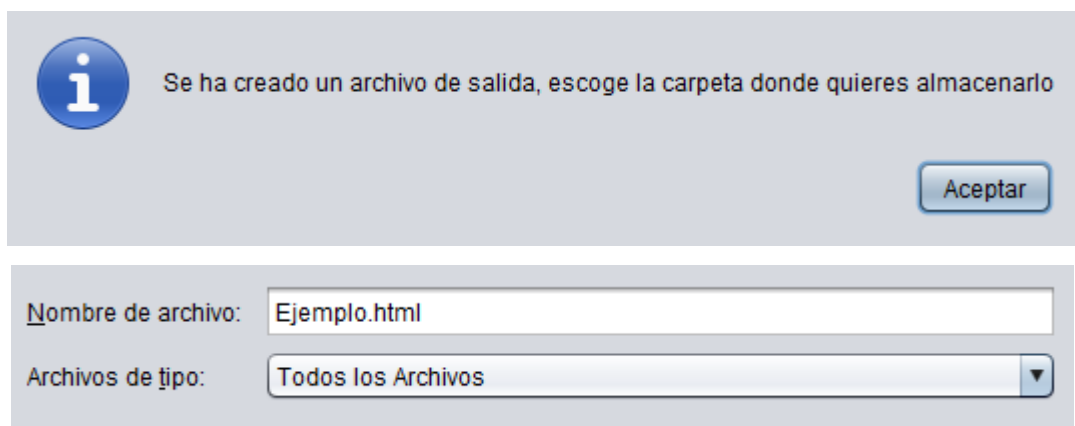 Se ha creado un archivo de salida, escoge la carpeta donde quieres almacenarlo
Aceptar
Nombre de archivo: Ejemplo.html
Archivos de tipo: Todos los Archivos